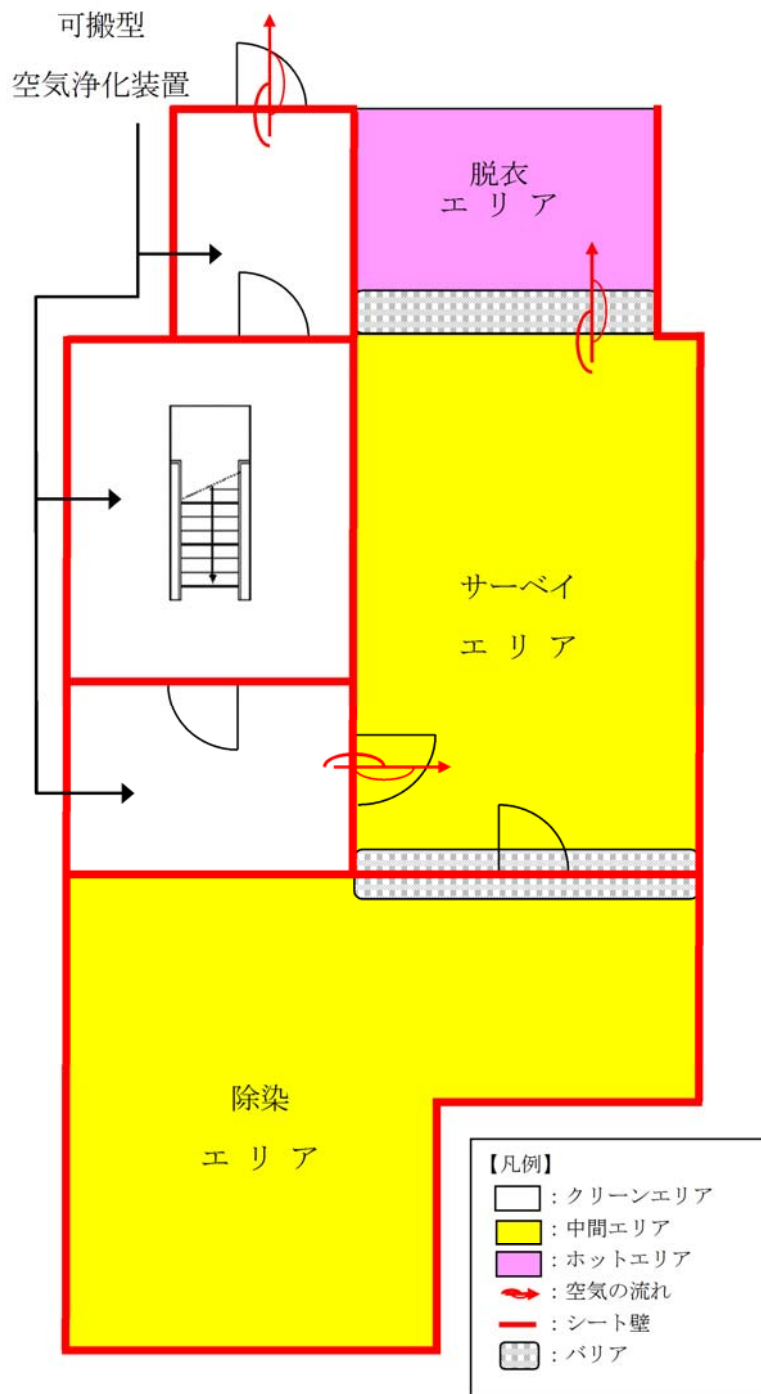 可搬型
空気浄化装置
脱衣
エ リ ア
サーベイ
エ リ ア
除染
エ リ ア
【凡例】
：クリーンエリア
：中間エリア
：ホットエリア
：空気の流れ
：シート壁
：バリア